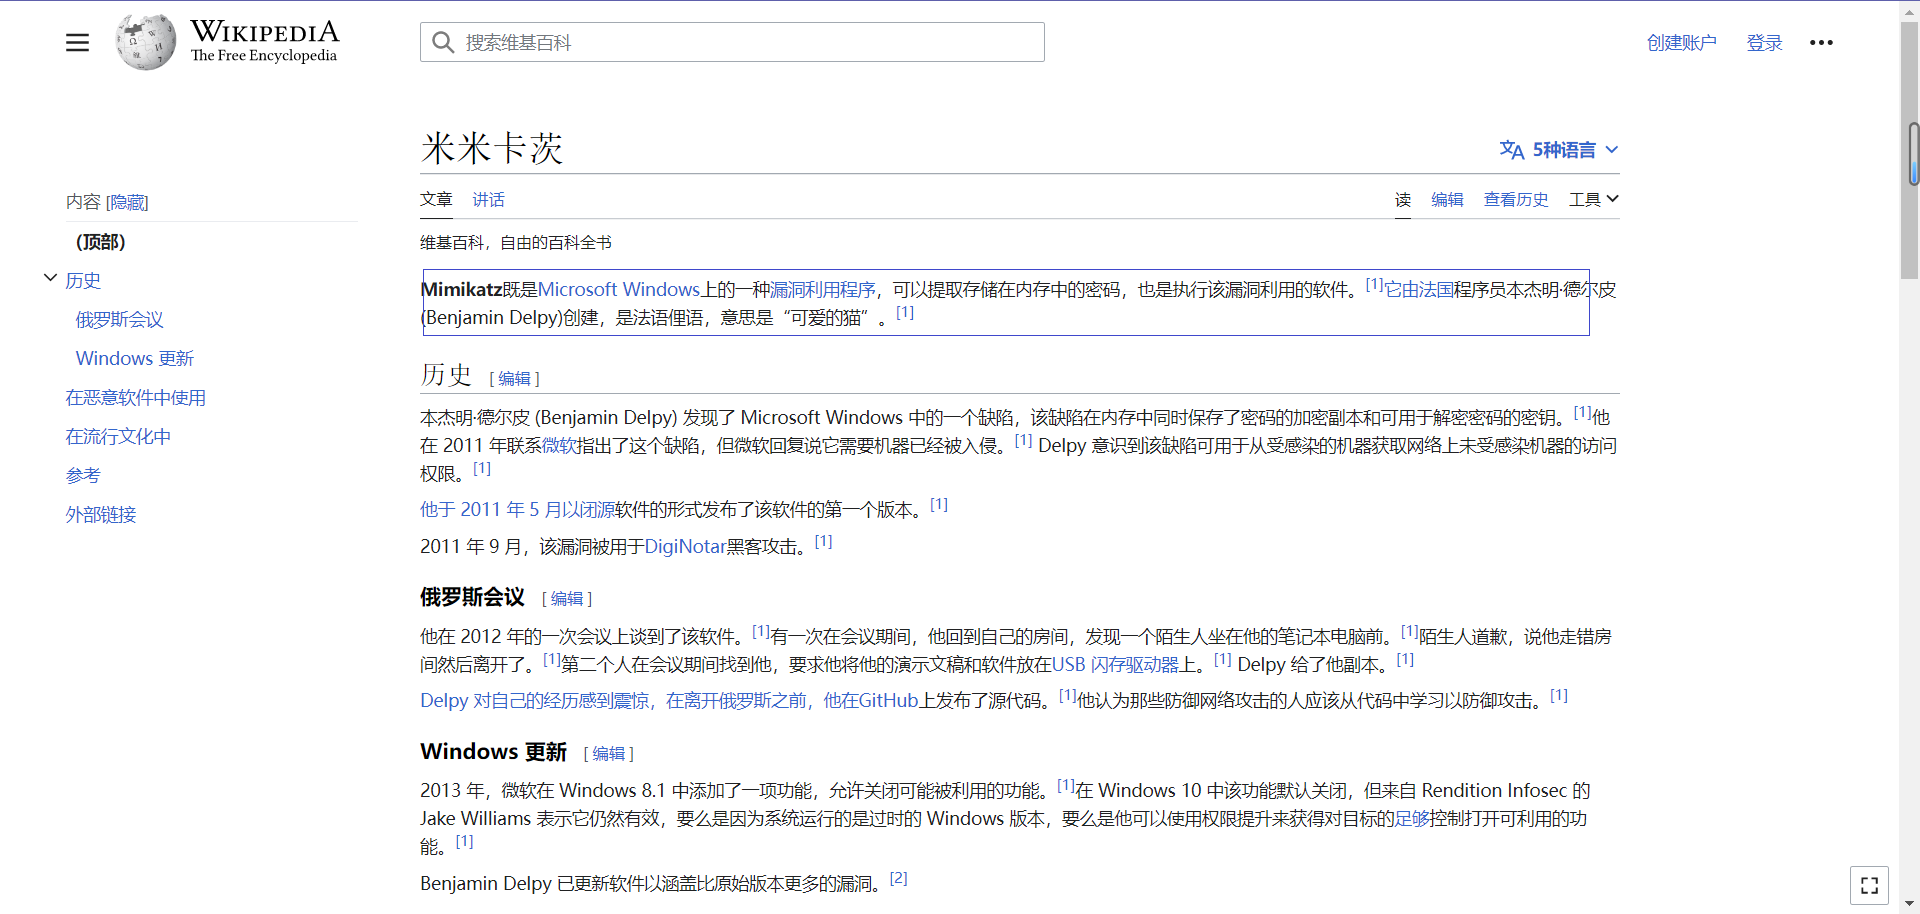 WIKIPEDIA
The Free Encyclopedia
搜索维基百科
创建账户 登录
米米卡茨
5种语言
文章 讲话
读 编辑 查看历史 工具
内容 [隐藏]
(顶部)
历史
俄罗斯会议
Windows 更新
在恶意软件中使用
在流行文化中
参考
外部链接
维基百科，自由的百科全书
Mimikatz既是Microsoft Windows上的一种漏洞利用程序，可以提取存储在内存中的密码，也是执行该漏洞利用的软件。[1]它由法国程序员本杰明·德尔皮
(Benjamin Delpy)创建，是法语俚语，意思是“可爱的猫”。[1]
历史 [ 编辑 ]
本杰明·德尔皮 (Benjamin Delpy) 发现了 Microsoft Windows 中的一个缺陷，该缺陷在内存中同时保存了密码的加密副本和可用于解密密码的密钥。[1]他
在 2011 年联系微软指出了这个缺陷，但微软回复说它需要机器已经被入侵。[1] Delpy 意识到该缺陷可用于从受感染的机器获取网络上未受感染机器的访问
权限。[1]
他于 2011 年 5 月以闭源软件的形式发布了该软件的第一个版本。[1]
2011 年 9 月，该漏洞被用于DigiNotar黑客攻击。[1]
俄罗斯会议 [ 编辑 ]
他在 2012 年的一次会议上谈到了该软件。[1]有一次在会议期间，他回到自己的房间，发现一个陌生人坐在他的笔记本电脑前。[1]陌生人道歉，说他走错房
间然后离开了。[1]第二个人在会议期间找到他，要求他将他的演示文稿和软件放在USB 闪存驱动器上。[1] Delpy 给了他副本。[1]
Delpy 对自己的经历感到震惊，在离开俄罗斯之前，他在GitHub上发布了源代码。[1]他认为那些防御网络攻击的人应该从代码中学习以防御攻击。[1]
Windows 更新 [ 编辑 ]
2013 年，微软在 Windows 8.1 中添加了一项功能，允许关闭可能被利用的功能。[1]在 Windows 10 中该功能默认关闭，但来自 Rendition Infosec 的
Jake Williams 表示它仍然有效，要么是因为系统运行的是过时的 Windows 版本，要么是他可以使用权限提升来获得对目标的足够控制打开可利用的功
能。[1]
Benjamin Delpy 已更新软件以涵盖比原始版本更多的漏洞。[2]